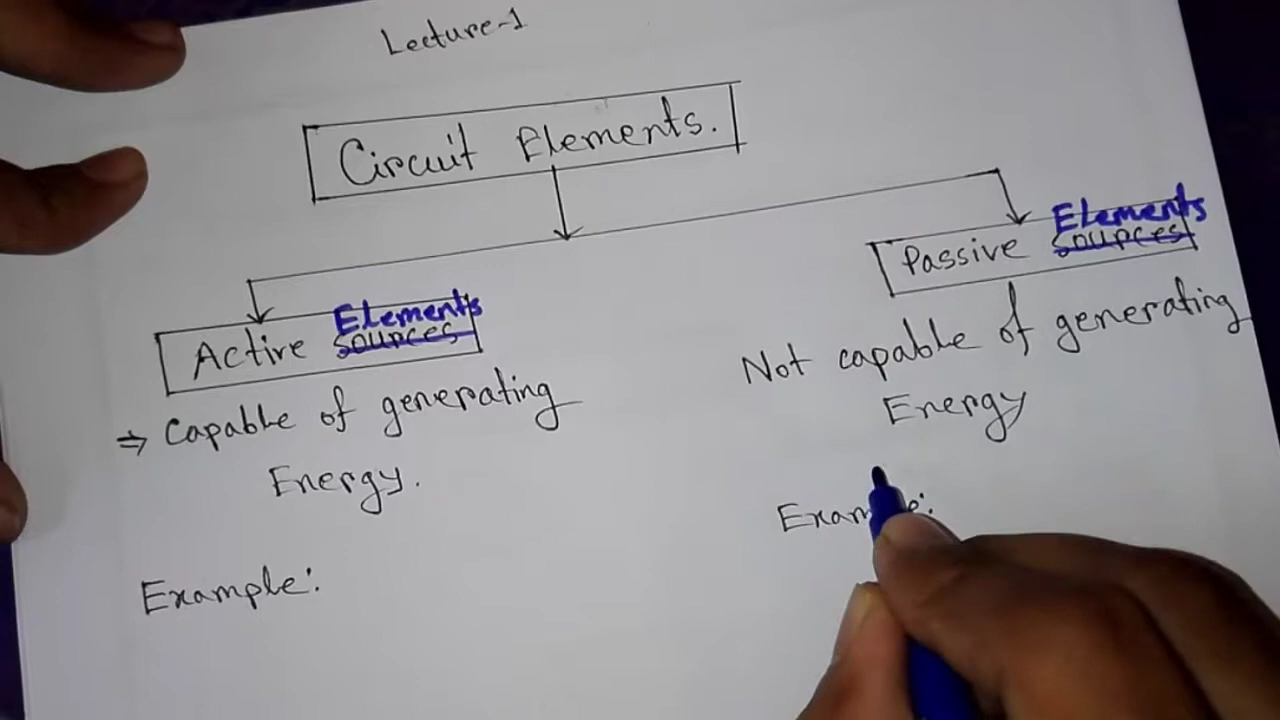 Lecture-1
Circuit Elements.
Elements
Passive sources
Elements
Active sources
Not capable of generating
Energy
⇒ Capable of generating
Energy.
Example:
Example: